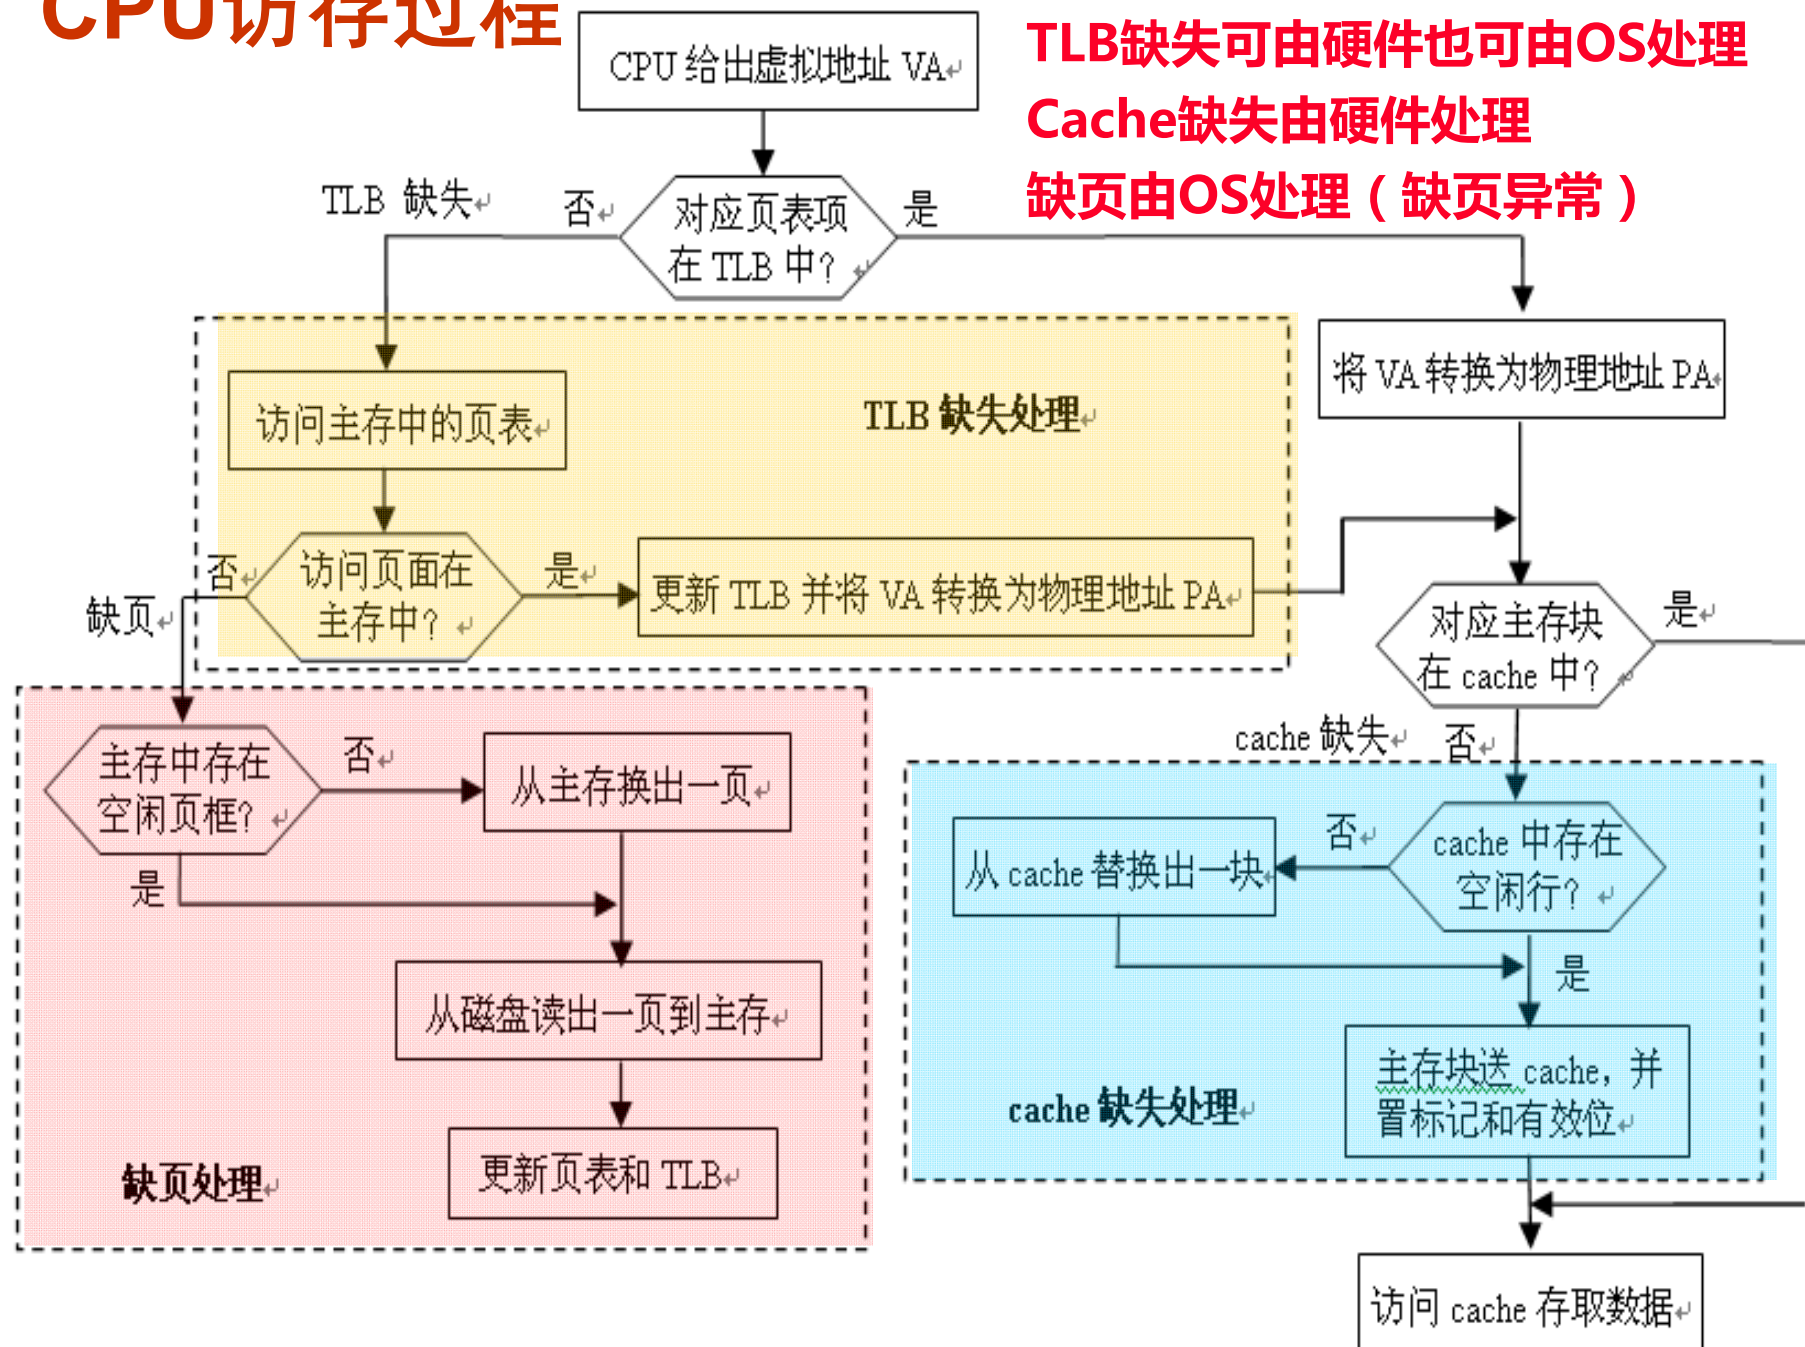 CPU访存过程
TLB缺失可由硬件也可由OS处理
Cache缺失由硬件处理
缺页由OS处理（缺页异常）
CPU 给出虚拟地址 VA
TLB 缺失
否
对应页表项
在 TLB 中?
是
访问主存中的页表
TLB 缺失处理
将 VA 转换为物理地址 PA
否
缺页
访问页面在
主存中?
是
更新 TLB 并将 VA 转换为物理地址 PA
对应主存块
在 cache 中?
是
cache 缺失
否
主存中存在
空闲页框?
否
从主存换出一页
是
从 cache 替换出一块
否
cache 中存在
空闲行?
是
从磁盘读出一页到主存
主存块送 cache，并
置标记和有效位
cache 缺失处理
缺页处理
更新页表和 TLB
访问 cache 存取数据